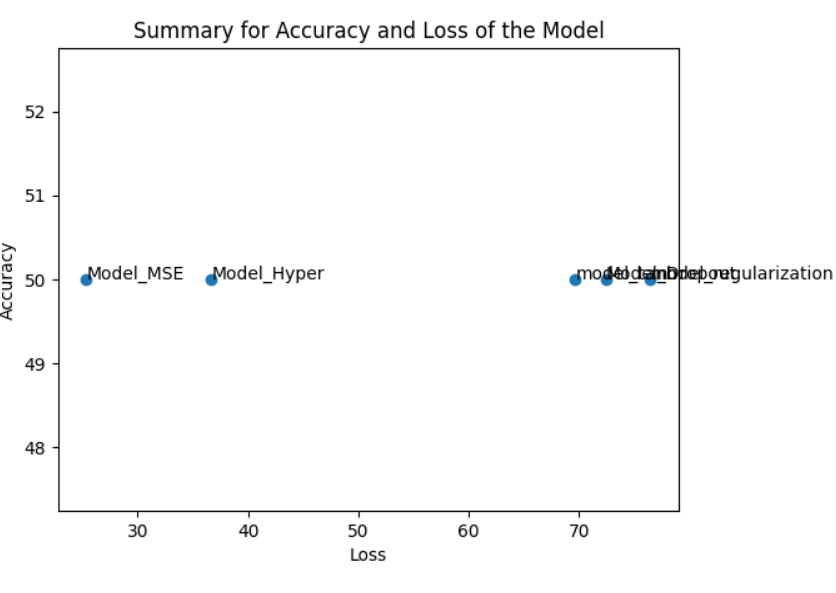 Summary for Accuracy and Loss of the Model
52
51
50
49
48
Accuracy
Model_MSE
Model_Hyper
Model_Dropout
30
40
50
60
70
Loss